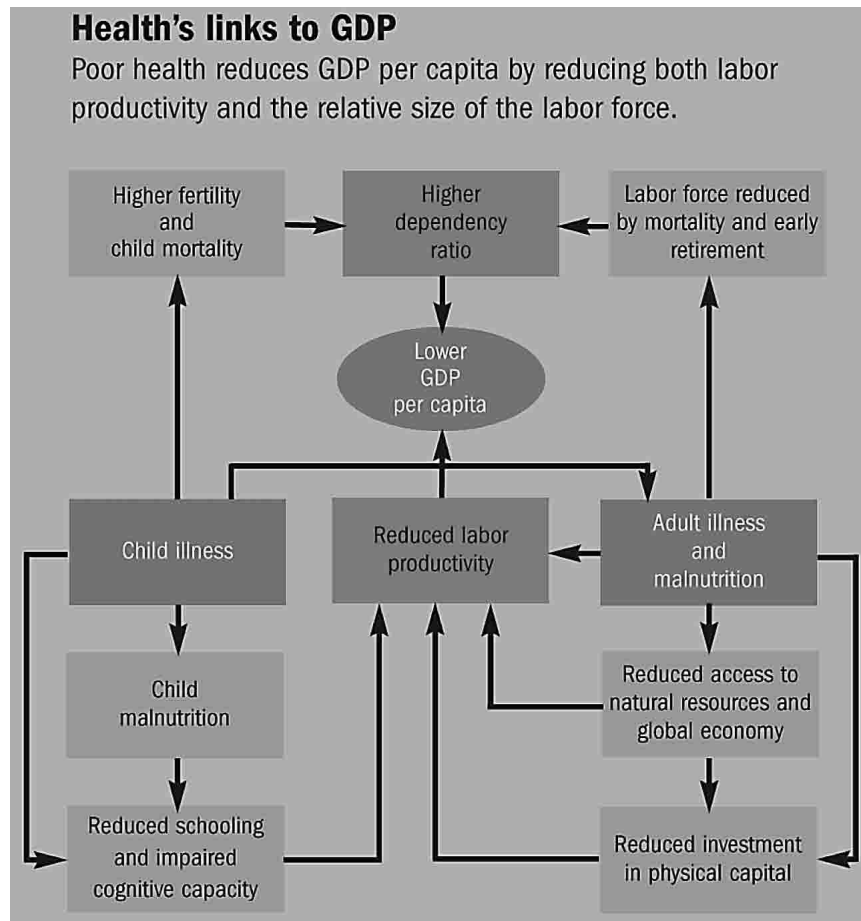 Health's links to GDP
Poor health reduces GDP per capita by reducing both labor
productivity and the relative size of the labor force.
Higher fertility
and
child mortality
Higher
dependency
ratio
Labor force reduced
by mortality and early
retirement
Lower
GDP
per capita
Child illness
Reduced labor
productivity
Adult illness
and
malnutrition
Child
malnutrition
Reduced access to
natural resources and
global economy
Reduced schooling
and impaired
cognitive capacity
Reduced investment
in physical capital